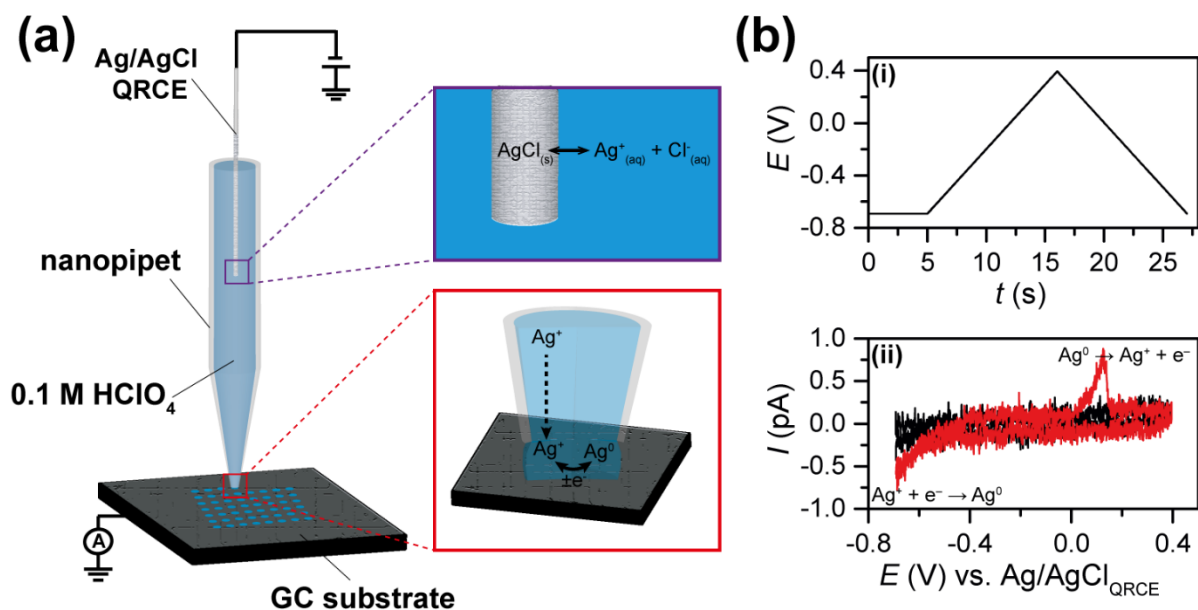 (a)
Ag/AgCl
QRCE
nanopipet
0.1 M HClO₄
A
GC substrate
AgCl(s) ↔ Ag⁺(aq) + Cl⁻(aq)
Ag⁺
Ag⁺ Ag⁰
±e⁻
(b)
(i)
E (V)
0.4
0.0
-0.4
-0.8
0 5 10 15 20 25
t (s)
(ii)
I (pA)
1.0
0.5
0.0
-0.5
-1.0
Ag⁰ → Ag⁺ + e⁻
Ag⁺ + e⁻ → Ag⁰
-0.8 -0.4 0.0 0.4
E (V) vs. Ag/AgCl_QRCE